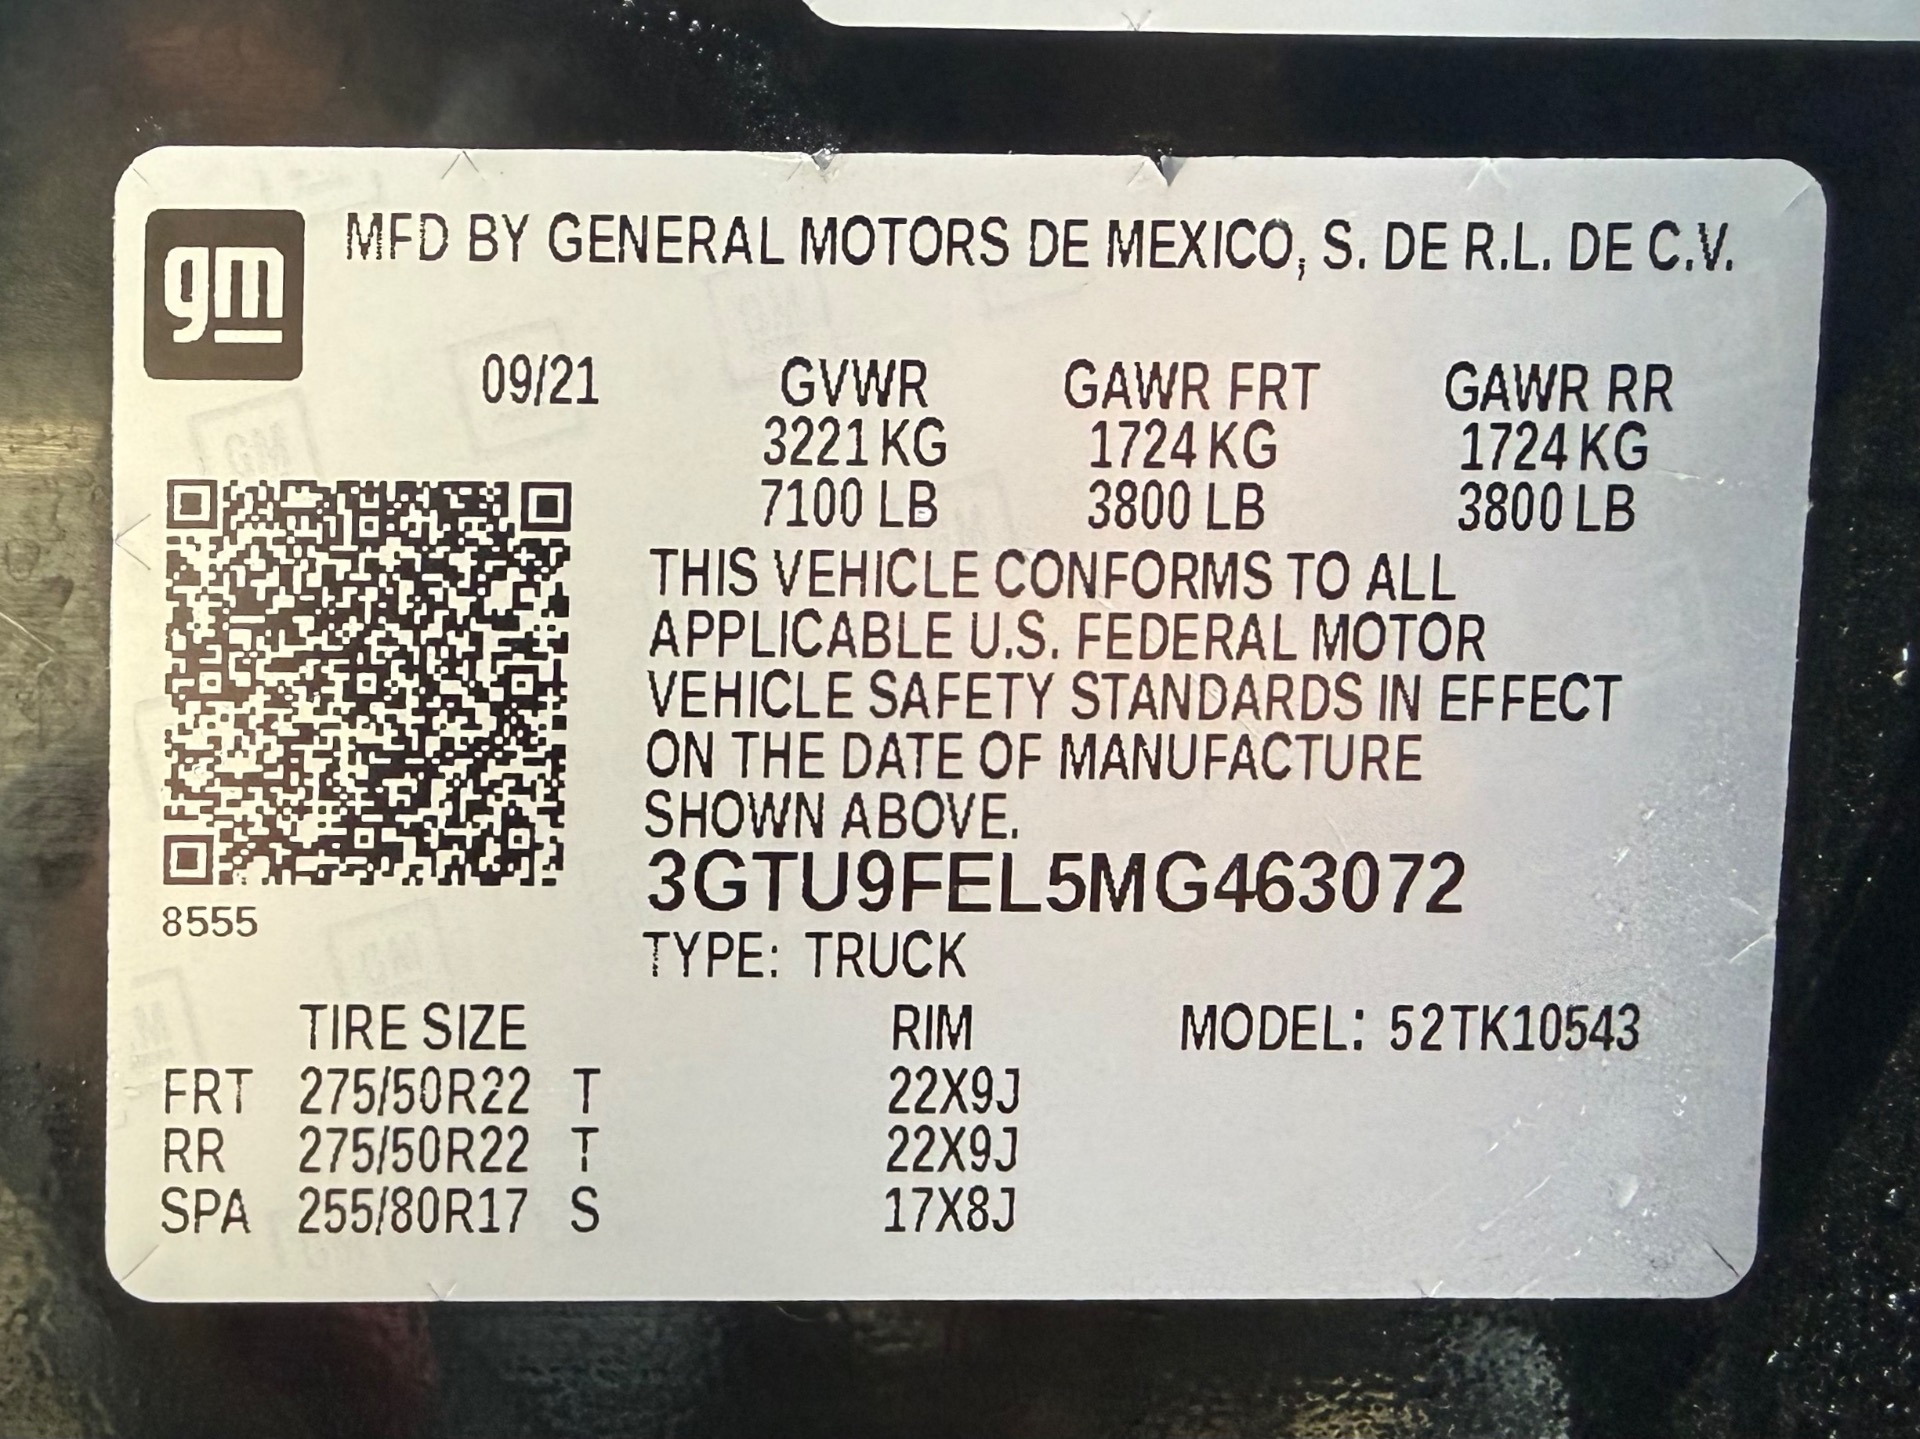 gm MFD BY GENERAL MOTORS DE MEXICO, S. DE R.L. DE C.V.
09/21 GVWR GAWR FRT GAWR RR
3221 KG 1724 KG 1724 KG
7100 LB 3800 LB 3800 LB
THIS VEHICLE CONFORMS TO ALL
APPLICABLE U.S. FEDERAL MOTOR
VEHICLE SAFETY STANDARDS IN EFFECT
ON THE DATE OF MANUFACTURE
SHOWN ABOVE.
3GTU9FEL5MG463072
8555
TYPE: TRUCK
TIRE SIZE RIM MODEL: 52TK10543
FRT 275/50R22 T 22X9J
RR 275/50R22 T 22X9J
SPA 255/80R17 S 17X8J